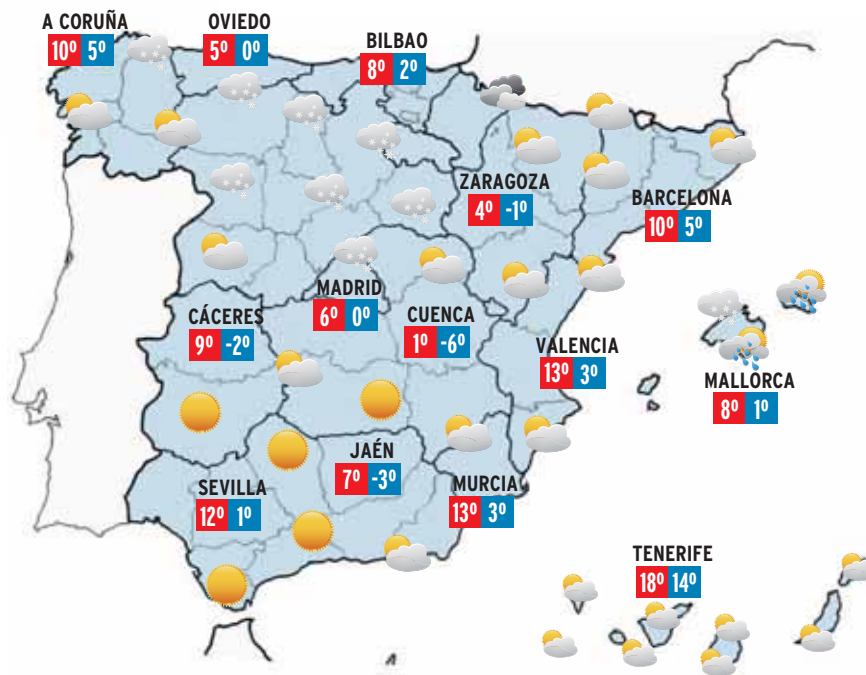 A CORUÑA
10º 5º
OVIEDO
5º 0º
BILBAO
8º 2º
ZARAGOZA
4º -1º
BARCELONA
10º 5º
MADRID
6º 0º
CÁCERES
9º -2º
CUENCA
1º -6º
VALENCIA
13º 3º
MALLORCA
8º 1º
JAÉN
7º -3º
SEVILLA
12º 1º
MURCIA
13º 3º
TENERIFE
18º 14º